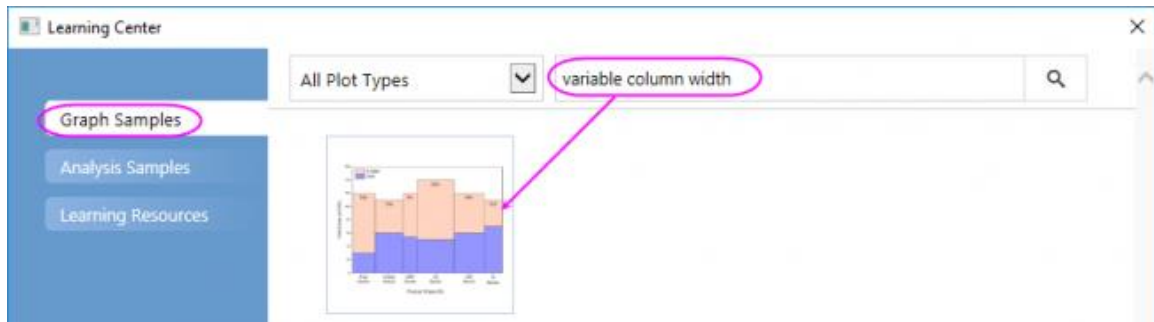 Learning Center
All Plot Types
variable column width
Graph Samples
Analysis Samples
Learning Resources